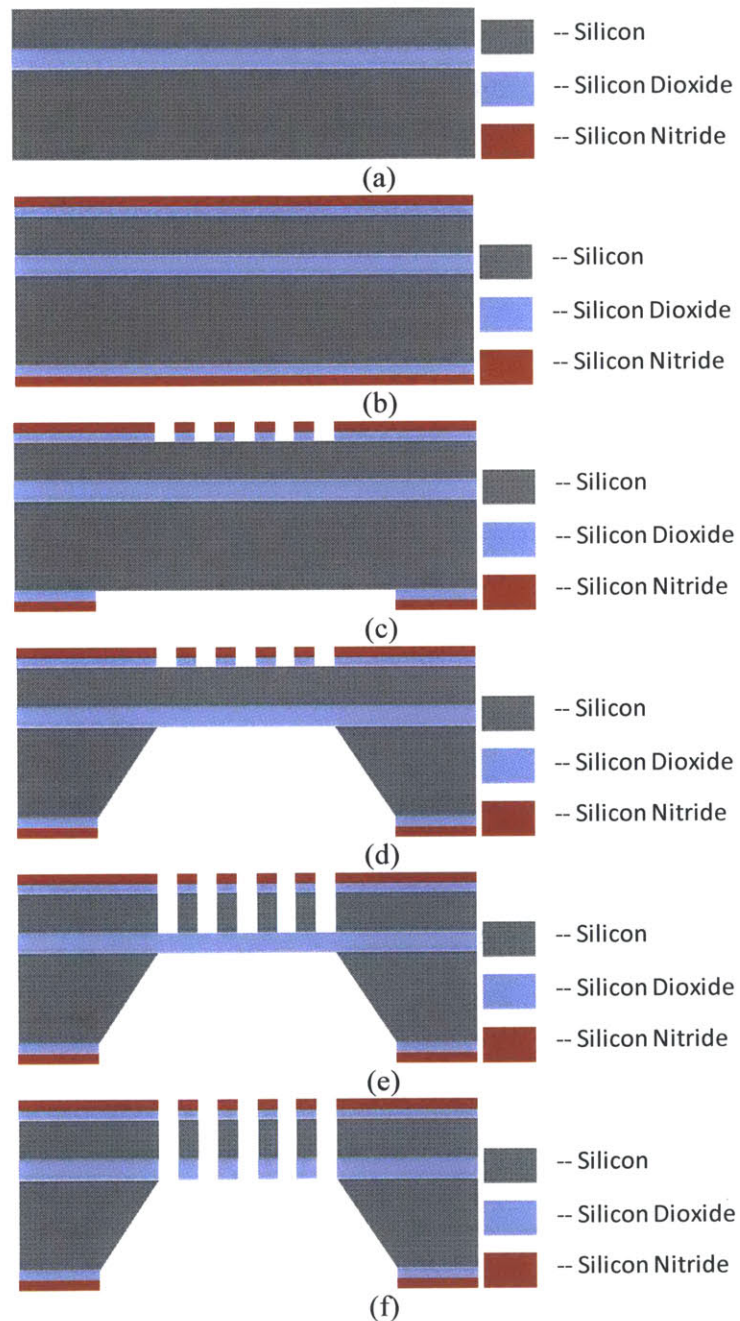 -- Silicon
-- Silicon Dioxide
-- Silicon Nitride
(a)
-- Silicon
-- Silicon Dioxide
-- Silicon Nitride
(b)
-- Silicon
-- Silicon Dioxide
-- Silicon Nitride
(c)
-- Silicon
-- Silicon Dioxide
-- Silicon Nitride
(d)
-- Silicon
-- Silicon Dioxide
-- Silicon Nitride
(e)
-- Silicon
-- Silicon Dioxide
-- Silicon Nitride
(f)